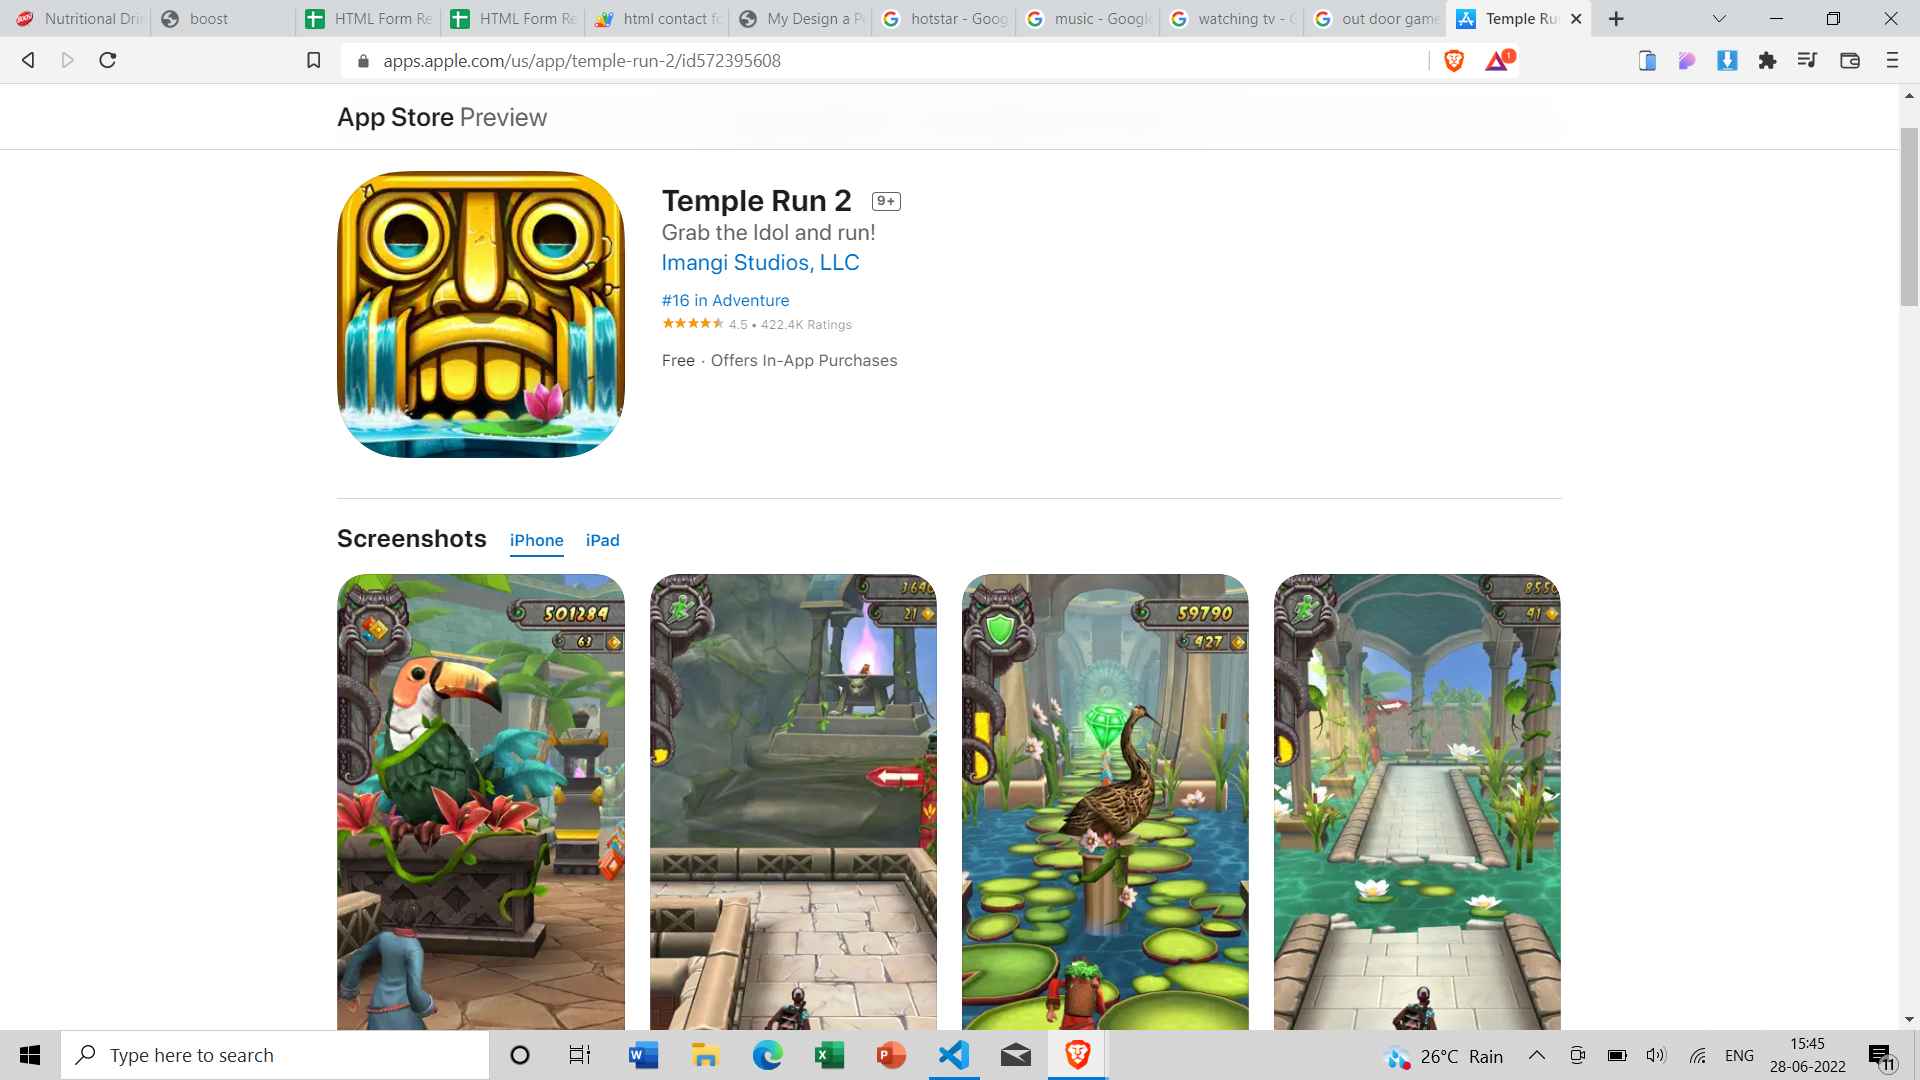 Nutritional Dri
boost
HTML Form Re
HTML Form Re
html contact fo
My Design a Pe
hotstar - Goog
music - Google
watching tv - G
out door game
Temple Ru
apps.apple.com/us/app/temple-run-2/id572395608
1
App Store Preview
Temple Run 2 9+
Grab the Idol and run!
Imangi Studios, LLC
#16 in Adventure
4.5 • 422.4K Ratings
Free · Offers In-App Purchases
Screenshots iPhone iPad
501284
63
3640
21
59790
427
8550
41
Type here to search
26°C Rain
ENG
15:45
28-06-2022
11